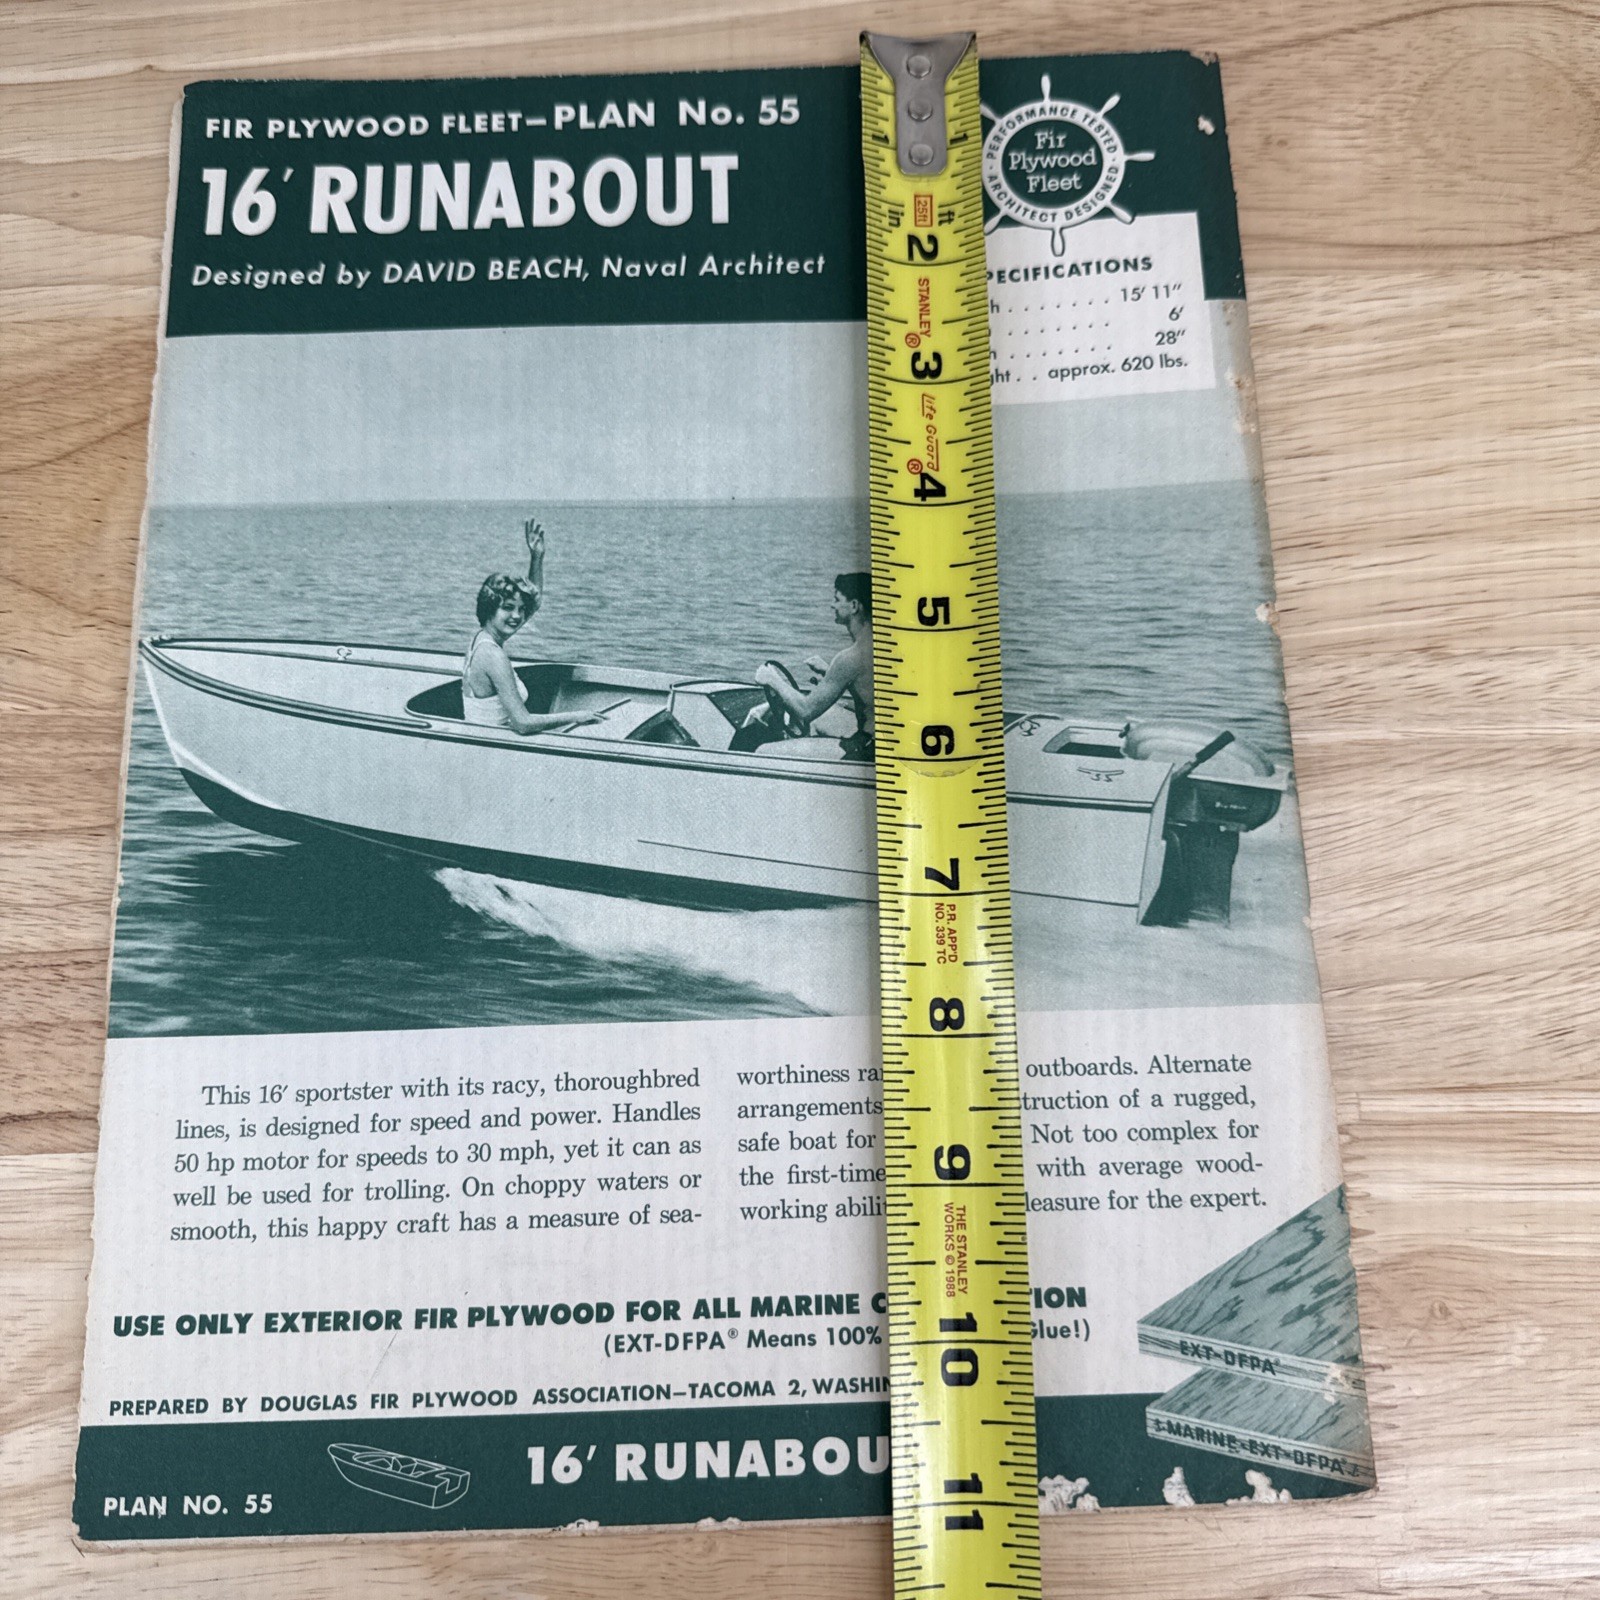 FIR PLYWOOD FLEET—PLAN No. 55
16' RUNABOUT
Designed by DAVID BEACH, Naval Architect
PERFORMANCE TESTED
Fir
Plywood
Fleet
ARCHITECT DESIGNED
PECIFICATIONS
h . . . . . . . 15' 11"
. . . . . . . 6'
. . . . . . . 28"
ght . . approx. 620 lbs.
1 1
25ft
in ft
2
STANLEY®
3
Life Guard®
4
5
6
7
P.R. APP'D
NO. 339 TC
8
9
THE STANLEY
WORKS © 1988
10
11
55
This 16' sportster with its racy, thoroughbred
lines, is designed for speed and power. Handles
50 hp motor for speeds to 30 mph, yet it can as
well be used for trolling. On choppy waters or
smooth, this happy craft has a measure of sea-
worthiness ra outboards. Alternate
arrangements truction of a rugged,
safe boat for Not too complex for
the first-time with average wood-
working abili leasure for the expert.
USE ONLY EXTERIOR FIR PLYWOOD FOR ALL MARINE C TION
(EXT-DFPA® Means 100% Glue!)
EXT-DFPA®
MARINE-EXT-DFPA®
PREPARED BY DOUGLAS FIR PLYWOOD ASSOCIATION—TACOMA 2, WASHIN
16' RUNABOU
PLAN NO. 55